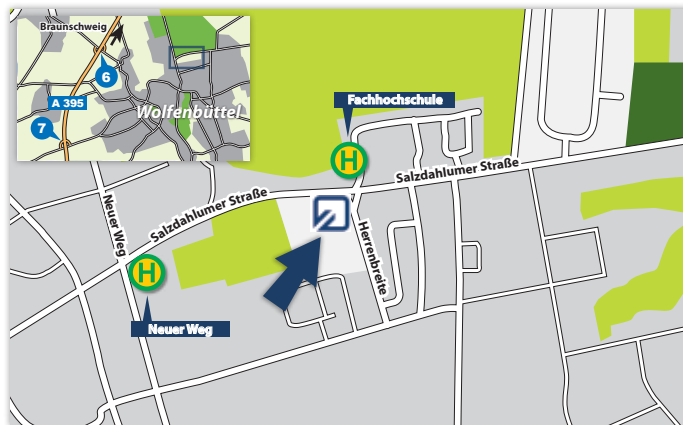 Braunschweig
6
A 395
Wolfenbüttel
7
Fachhochschule
H
Salzdahlumer Straße
Salzdahlumer Straße
Neuer Weg
Herrenbreite
H
Neuer Weg